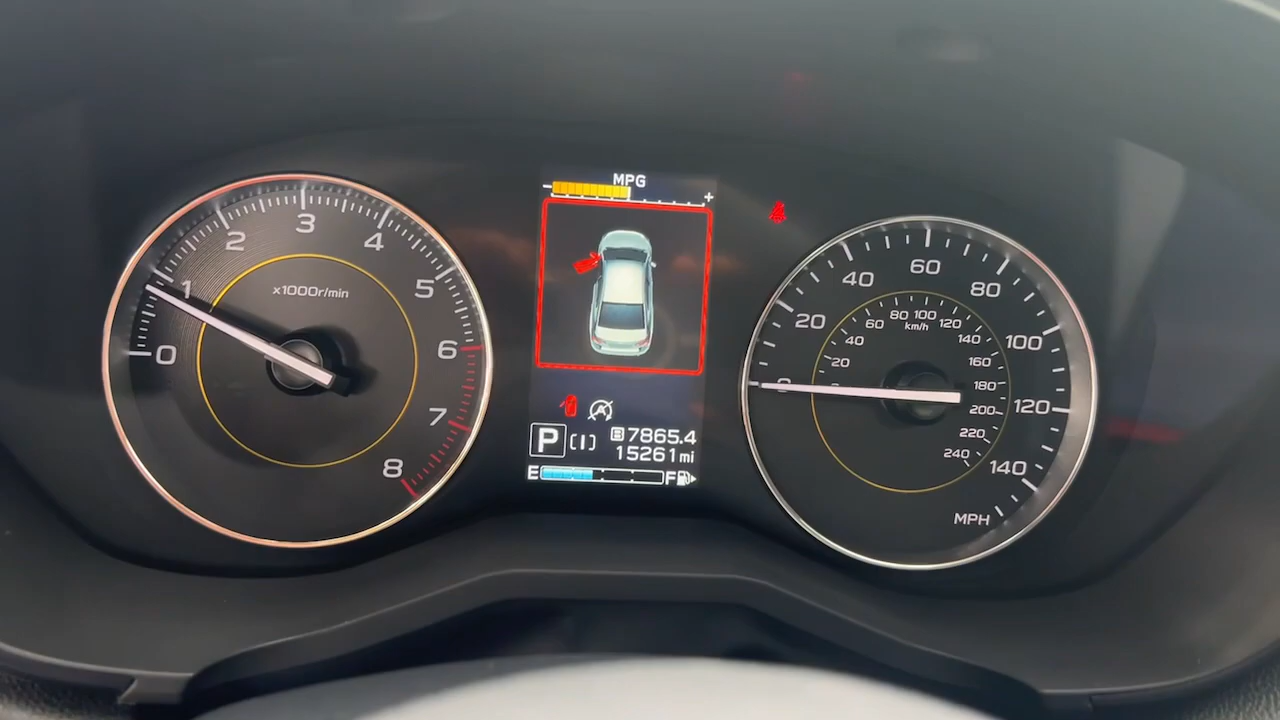 MPG
- +
3
2 4
1 5
x1000r/min
0 6
7
8
P [I] B 7865.4
15261mi
E F
60
40 80
20 100
0 120
140
80 100
60 km/h 120
40 140
20 160
180
200
220
240
MPH